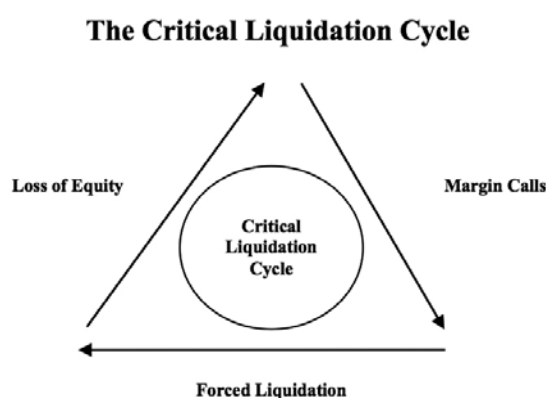 The Critical Liquidation Cycle
Loss of Equity
Margin Calls
Critical
Liquidation
Cycle
Forced Liquidation